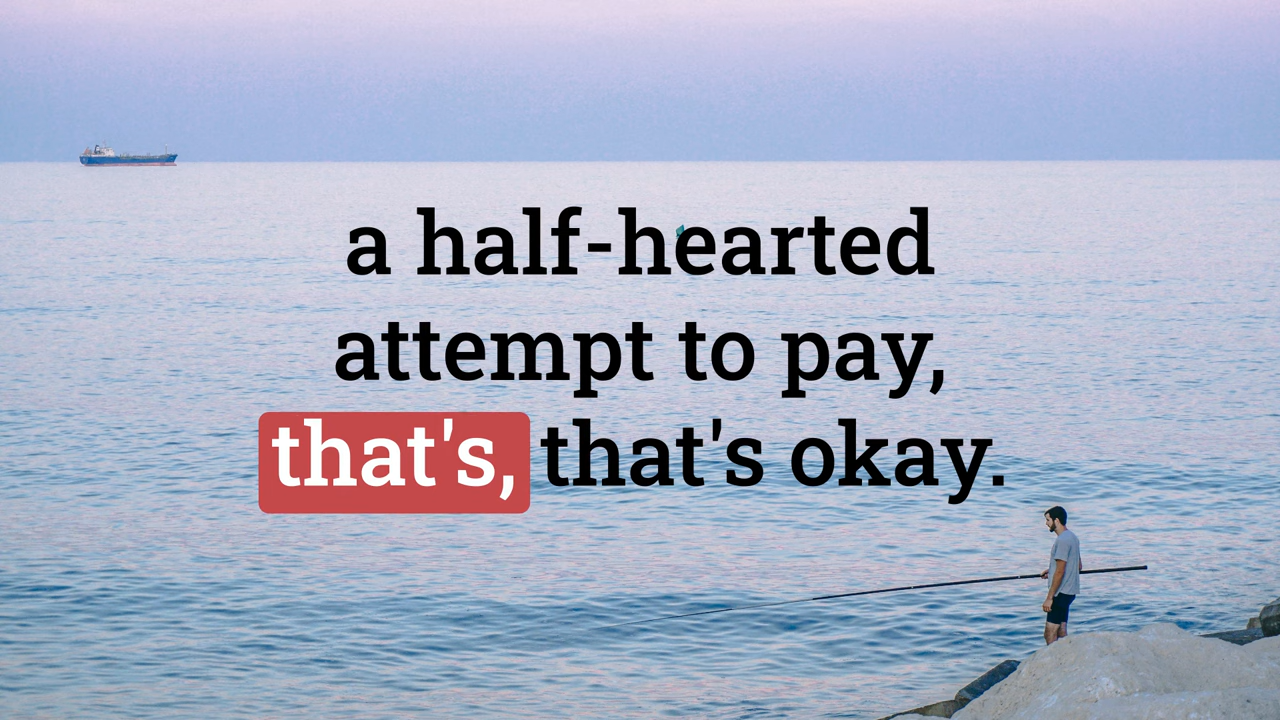 a half-hearted
attempt to pay,
that's, that's okay.